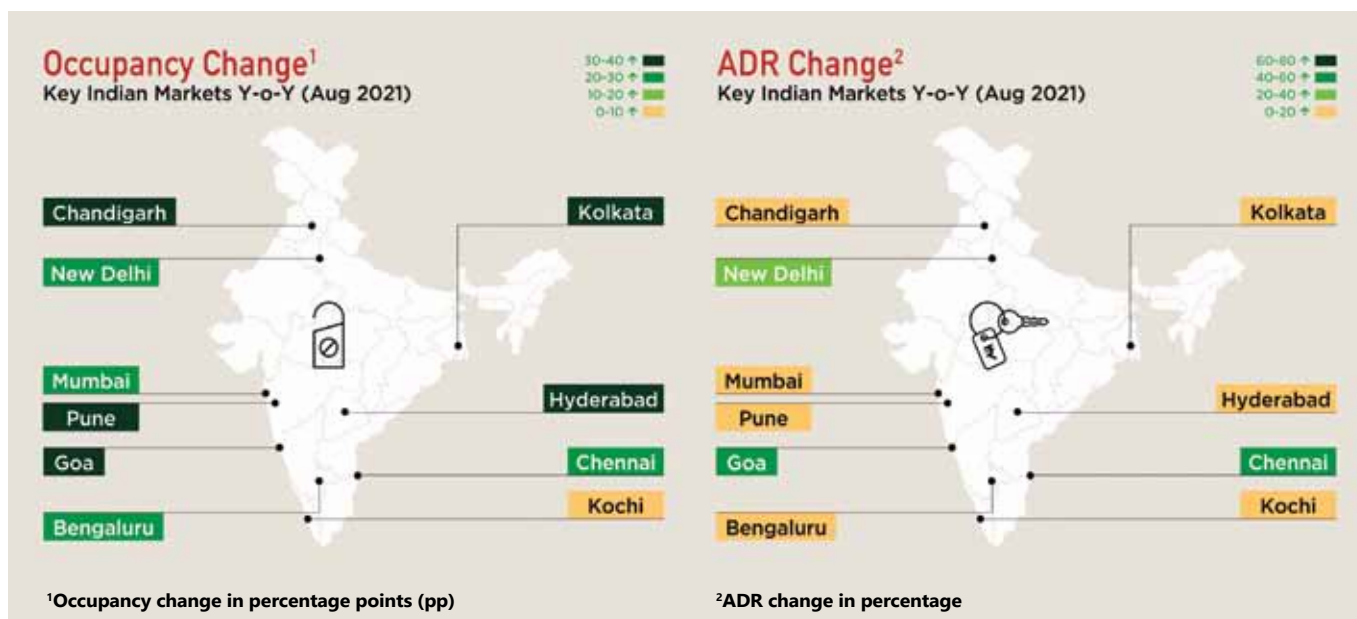 Occupancy Change¹
Key Indian Markets Y-o-Y (Aug 2021)
30-40 ↑
20-30 ↑
10-20 ↑
0-10 ↑
Chandigarh
Kolkata
New Delhi
Mumbai
Pune
Hyderabad
Goa
Chennai
Kochi
Bengaluru
¹Occupancy change in percentage points (pp)
ADR Change²
Key Indian Markets Y-o-Y (Aug 2021)
60-80 ↑
40-60 ↑
20-40 ↑
0-20 ↑
Chandigarh
Kolkata
New Delhi
Mumbai
Pune
Hyderabad
Goa
Chennai
Kochi
Bengaluru
²ADR change in percentage